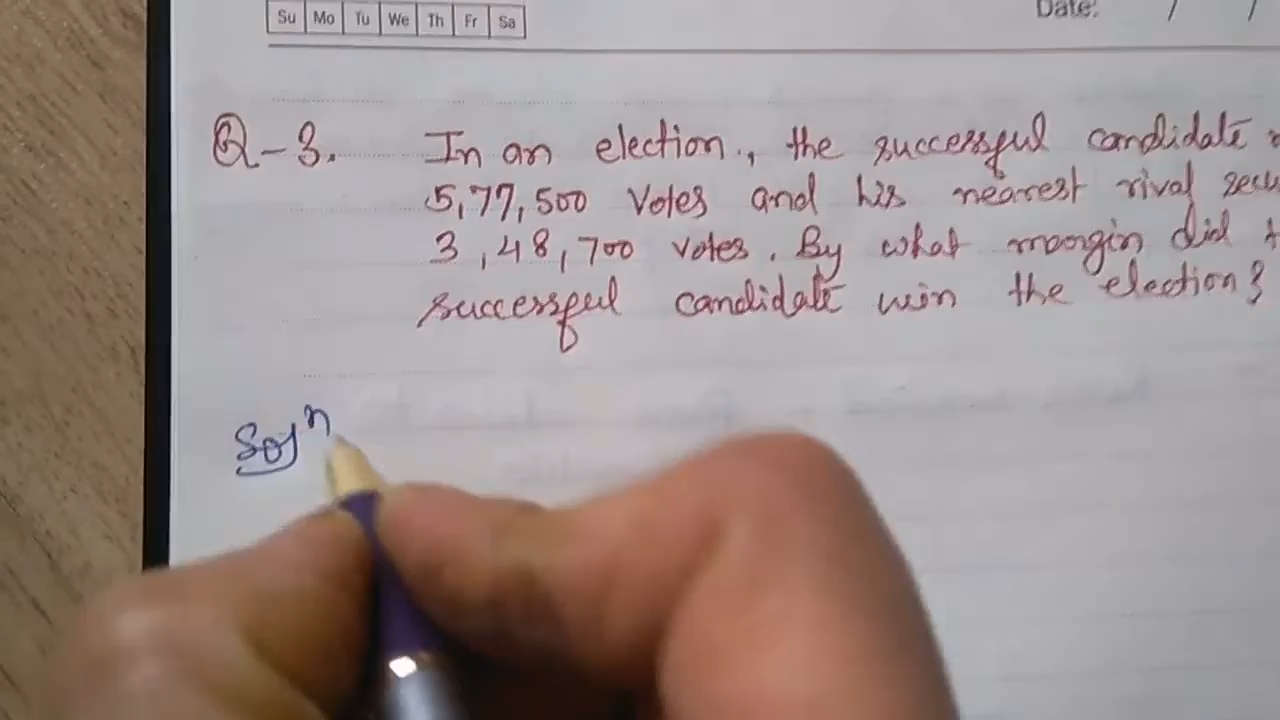 Su Mo Tu We Th Fr Sa
Date: / /
Q-3. In an election, the successful candidate
5,77,500 Votes and his nearest rival secu
3,48,700 votes. By what margin did t
successful candidate win the election?
Solⁿ